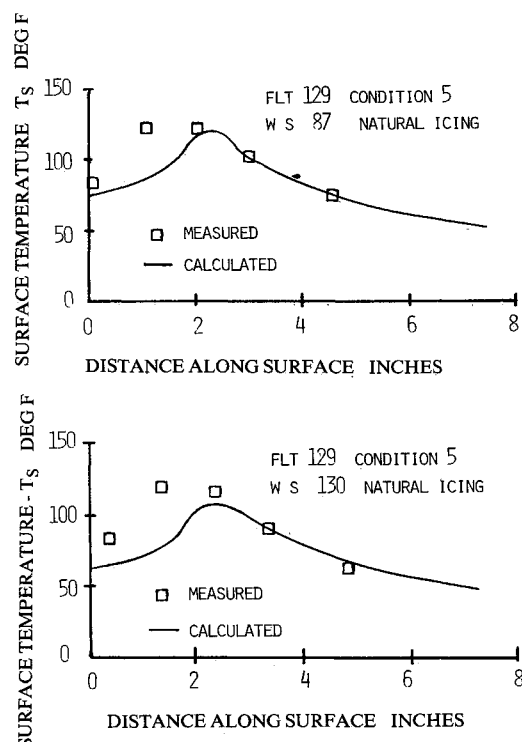 SURFACE TEMPERATURE TS DEG F
150
100
50
0
FLT 129 CONDITION 5
W S 87 NATURAL ICING
MEASURED
CALCULATED
0 2 4 6 8
DISTANCE ALONG SURFACE INCHES
SURFACE TEMPERATURE - TS DEG F
150
100
50
0
FLT 129 CONDITION 5
W S 130 NATURAL ICING
MEASURED
CALCULATED
0 2 4 6 8
DISTANCE ALONG SURFACE INCHES